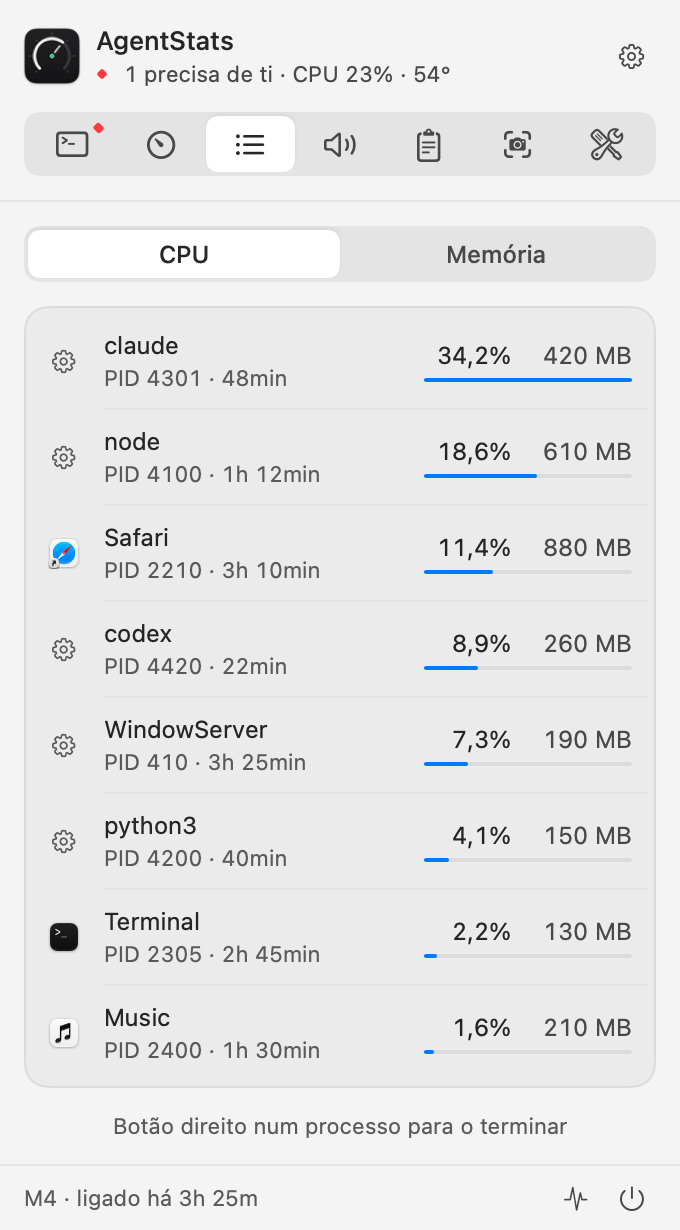 AgentStats
1 precisa de ti · CPU 23% · 54°
CPU
Memória
claude
34,2% 420 MB
PID 4301 · 48min
node
18,6% 610 MB
PID 4100 · 1h 12min
Safari
11,4% 880 MB
PID 2210 · 3h 10min
codex
8,9% 260 MB
PID 4420 · 22min
WindowServer
7,3% 190 MB
PID 410 · 3h 25min
python3
4,1% 150 MB
PID 4200 · 40min
Terminal
2,2% 130 MB
PID 2305 · 2h 45min
Music
1,6% 210 MB
PID 2400 · 1h 30min
Botão direito num processo para o terminar
M4 · ligado há 3h 25m